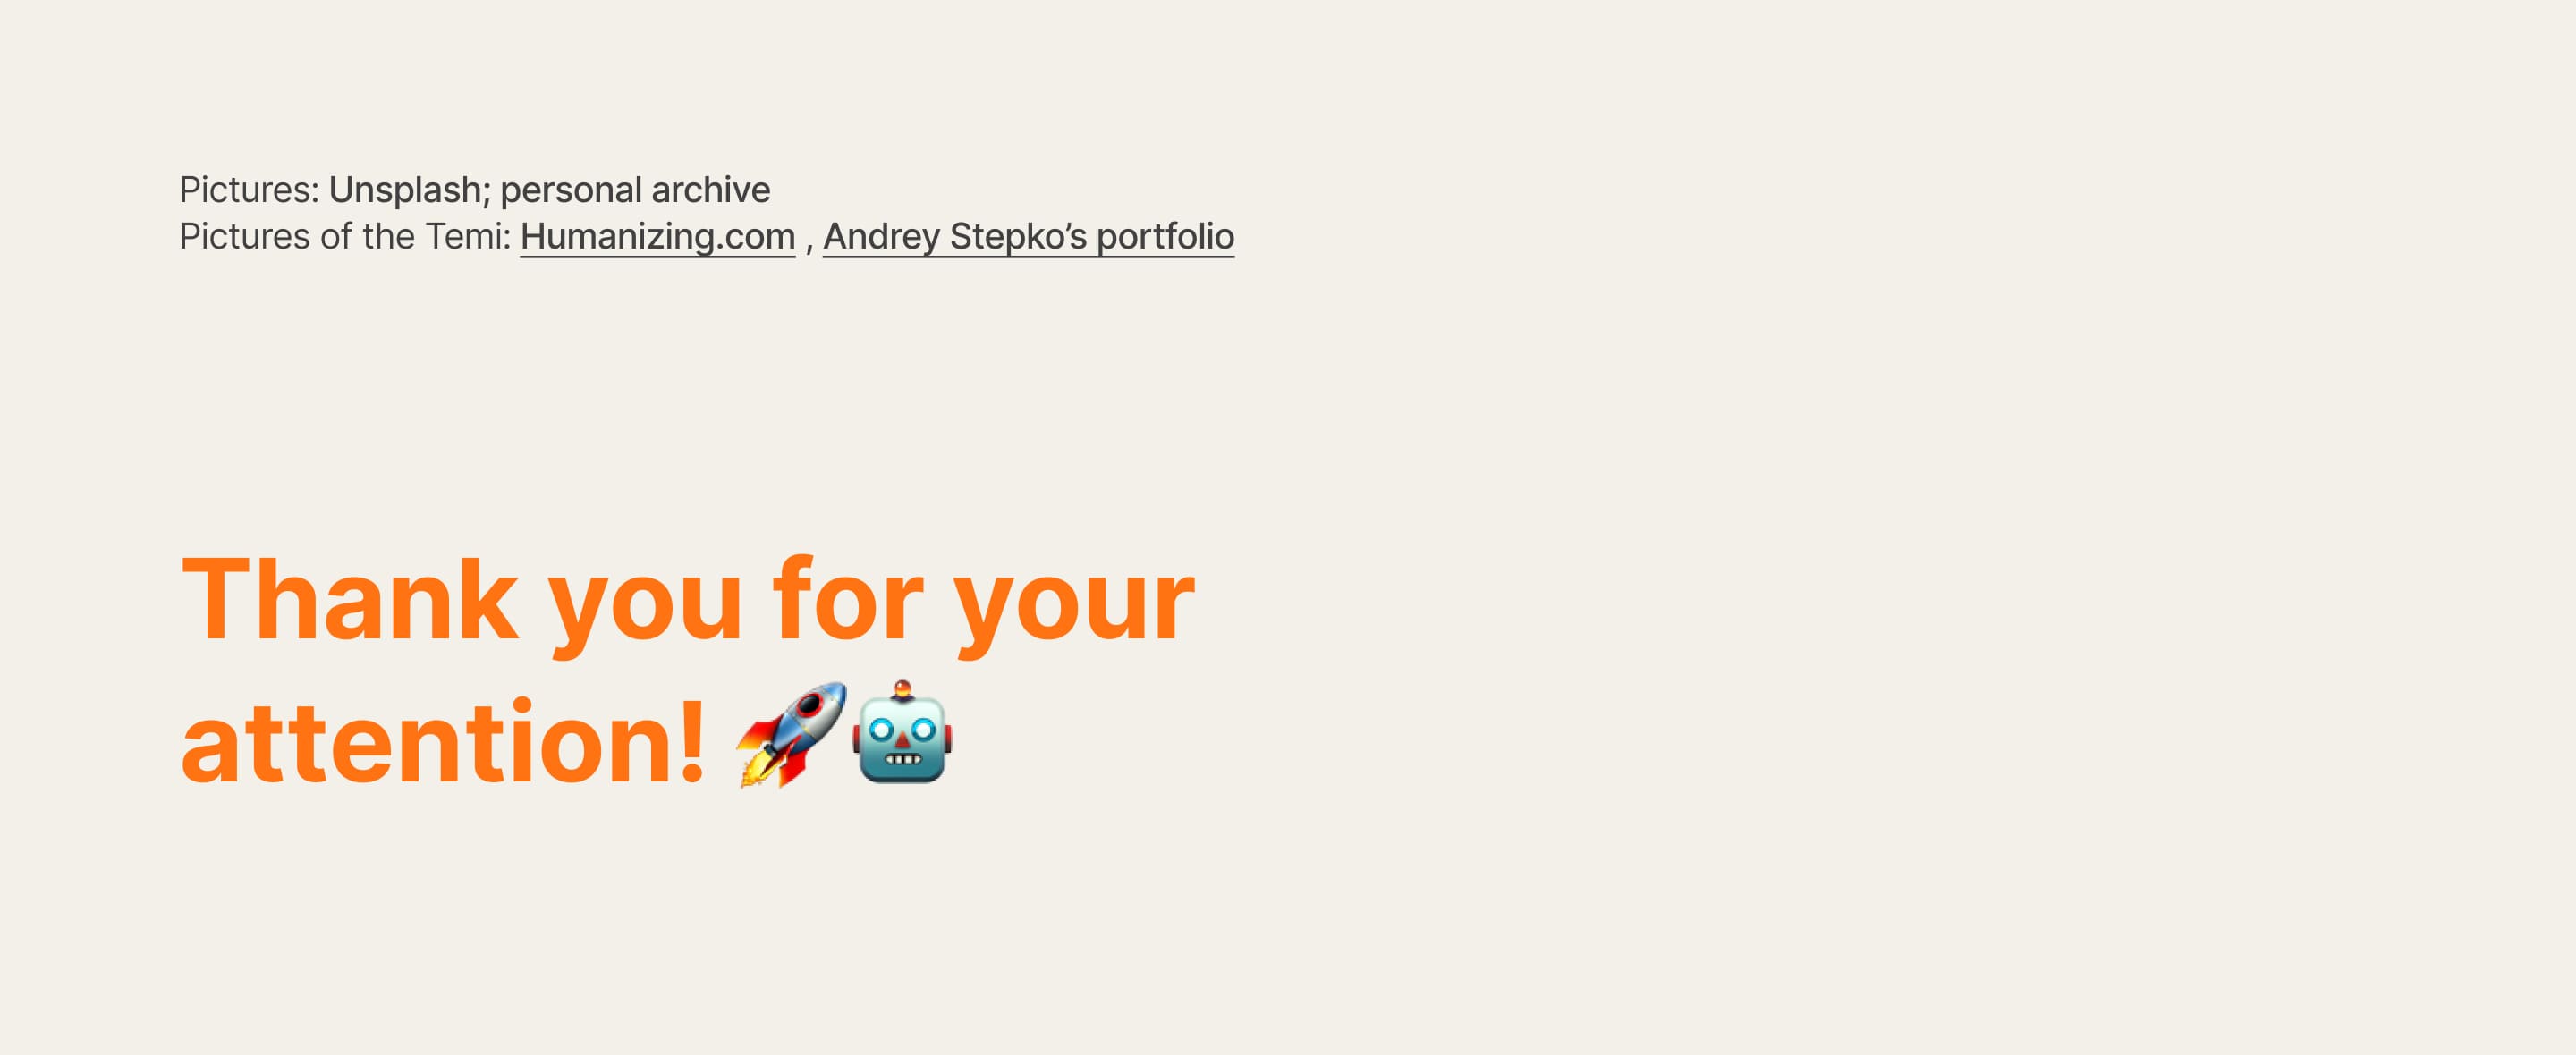 Pictures: Unsplash; personal archive
Pictures of the Temi: Humanizing.com , Andrey Stepko’s portfolio
Thank you for your
attention! 🚀🤖